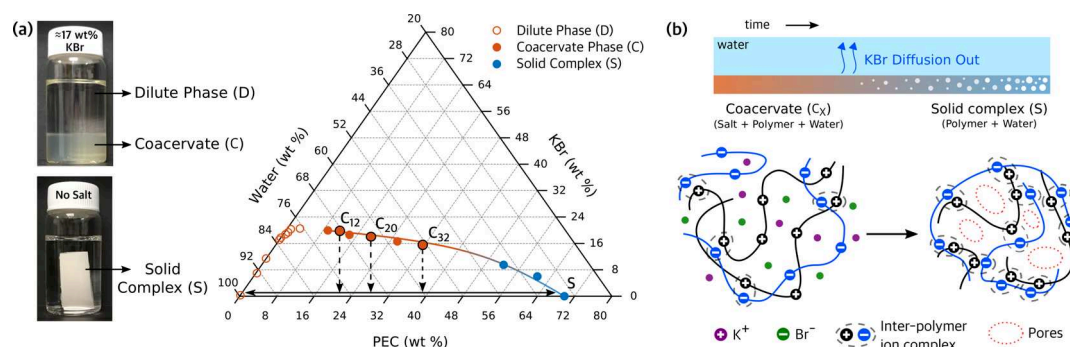 (a)
≈17 wt%
KBr
Dilute Phase (D)
Coacervate (C)
No Salt
Solid
Complex (S)
Dilute Phase (D)
Coacervate Phase (C)
Solid Complex (S)
Water (wt %)
20
28
36
44
52
60
68
76
84
92
100
KBr (wt %)
80
72
64
56
48
40
32
24
16
8
0
C12
C20
C32
S
0
8
16
24
32
40
48
56
64
72
80
PEC (wt %)
(b)
time
water
KBr Diffusion Out
Coacervate (Cx)
(Salt + Polymer + Water)
Solid complex (S)
(Polymer + Water)
K+
Br−
Inter-polymer
ion complex
Pores